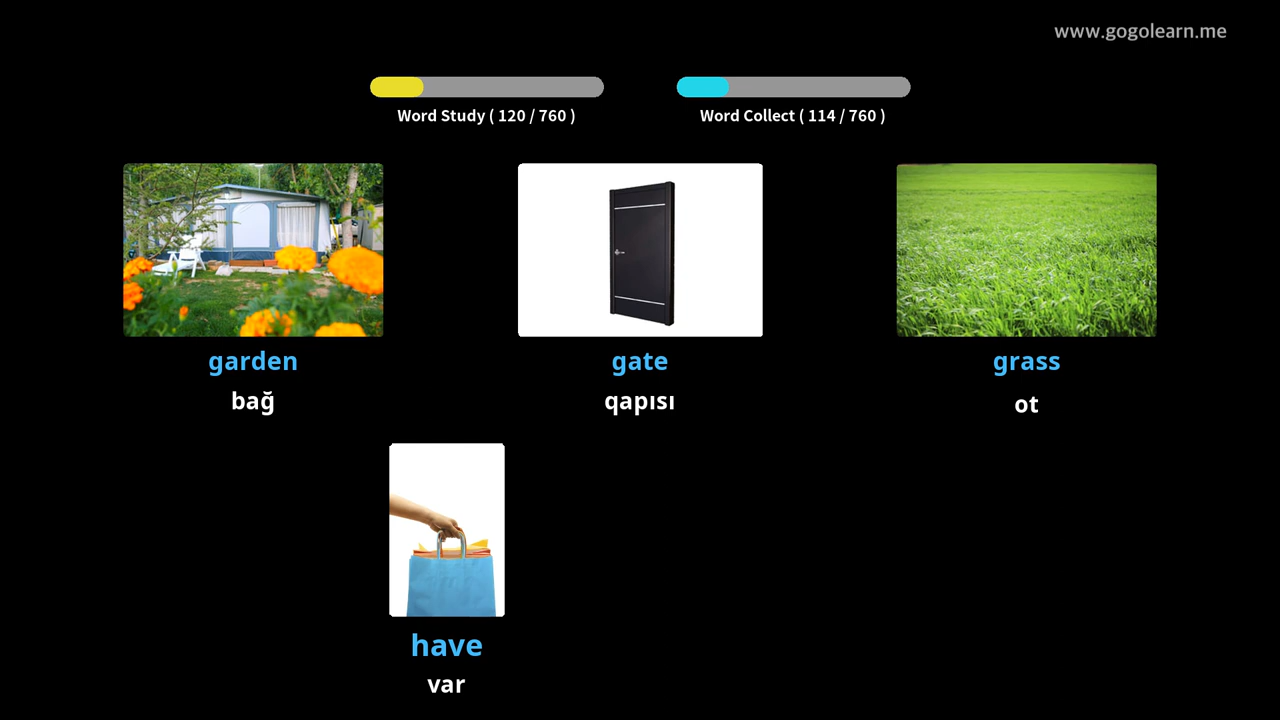 www.gogolearn.me
Word Study ( 120 / 760 )
Word Collect ( 114 / 760 )
garden
bağ
gate
qapısı
grass
ot
have
var